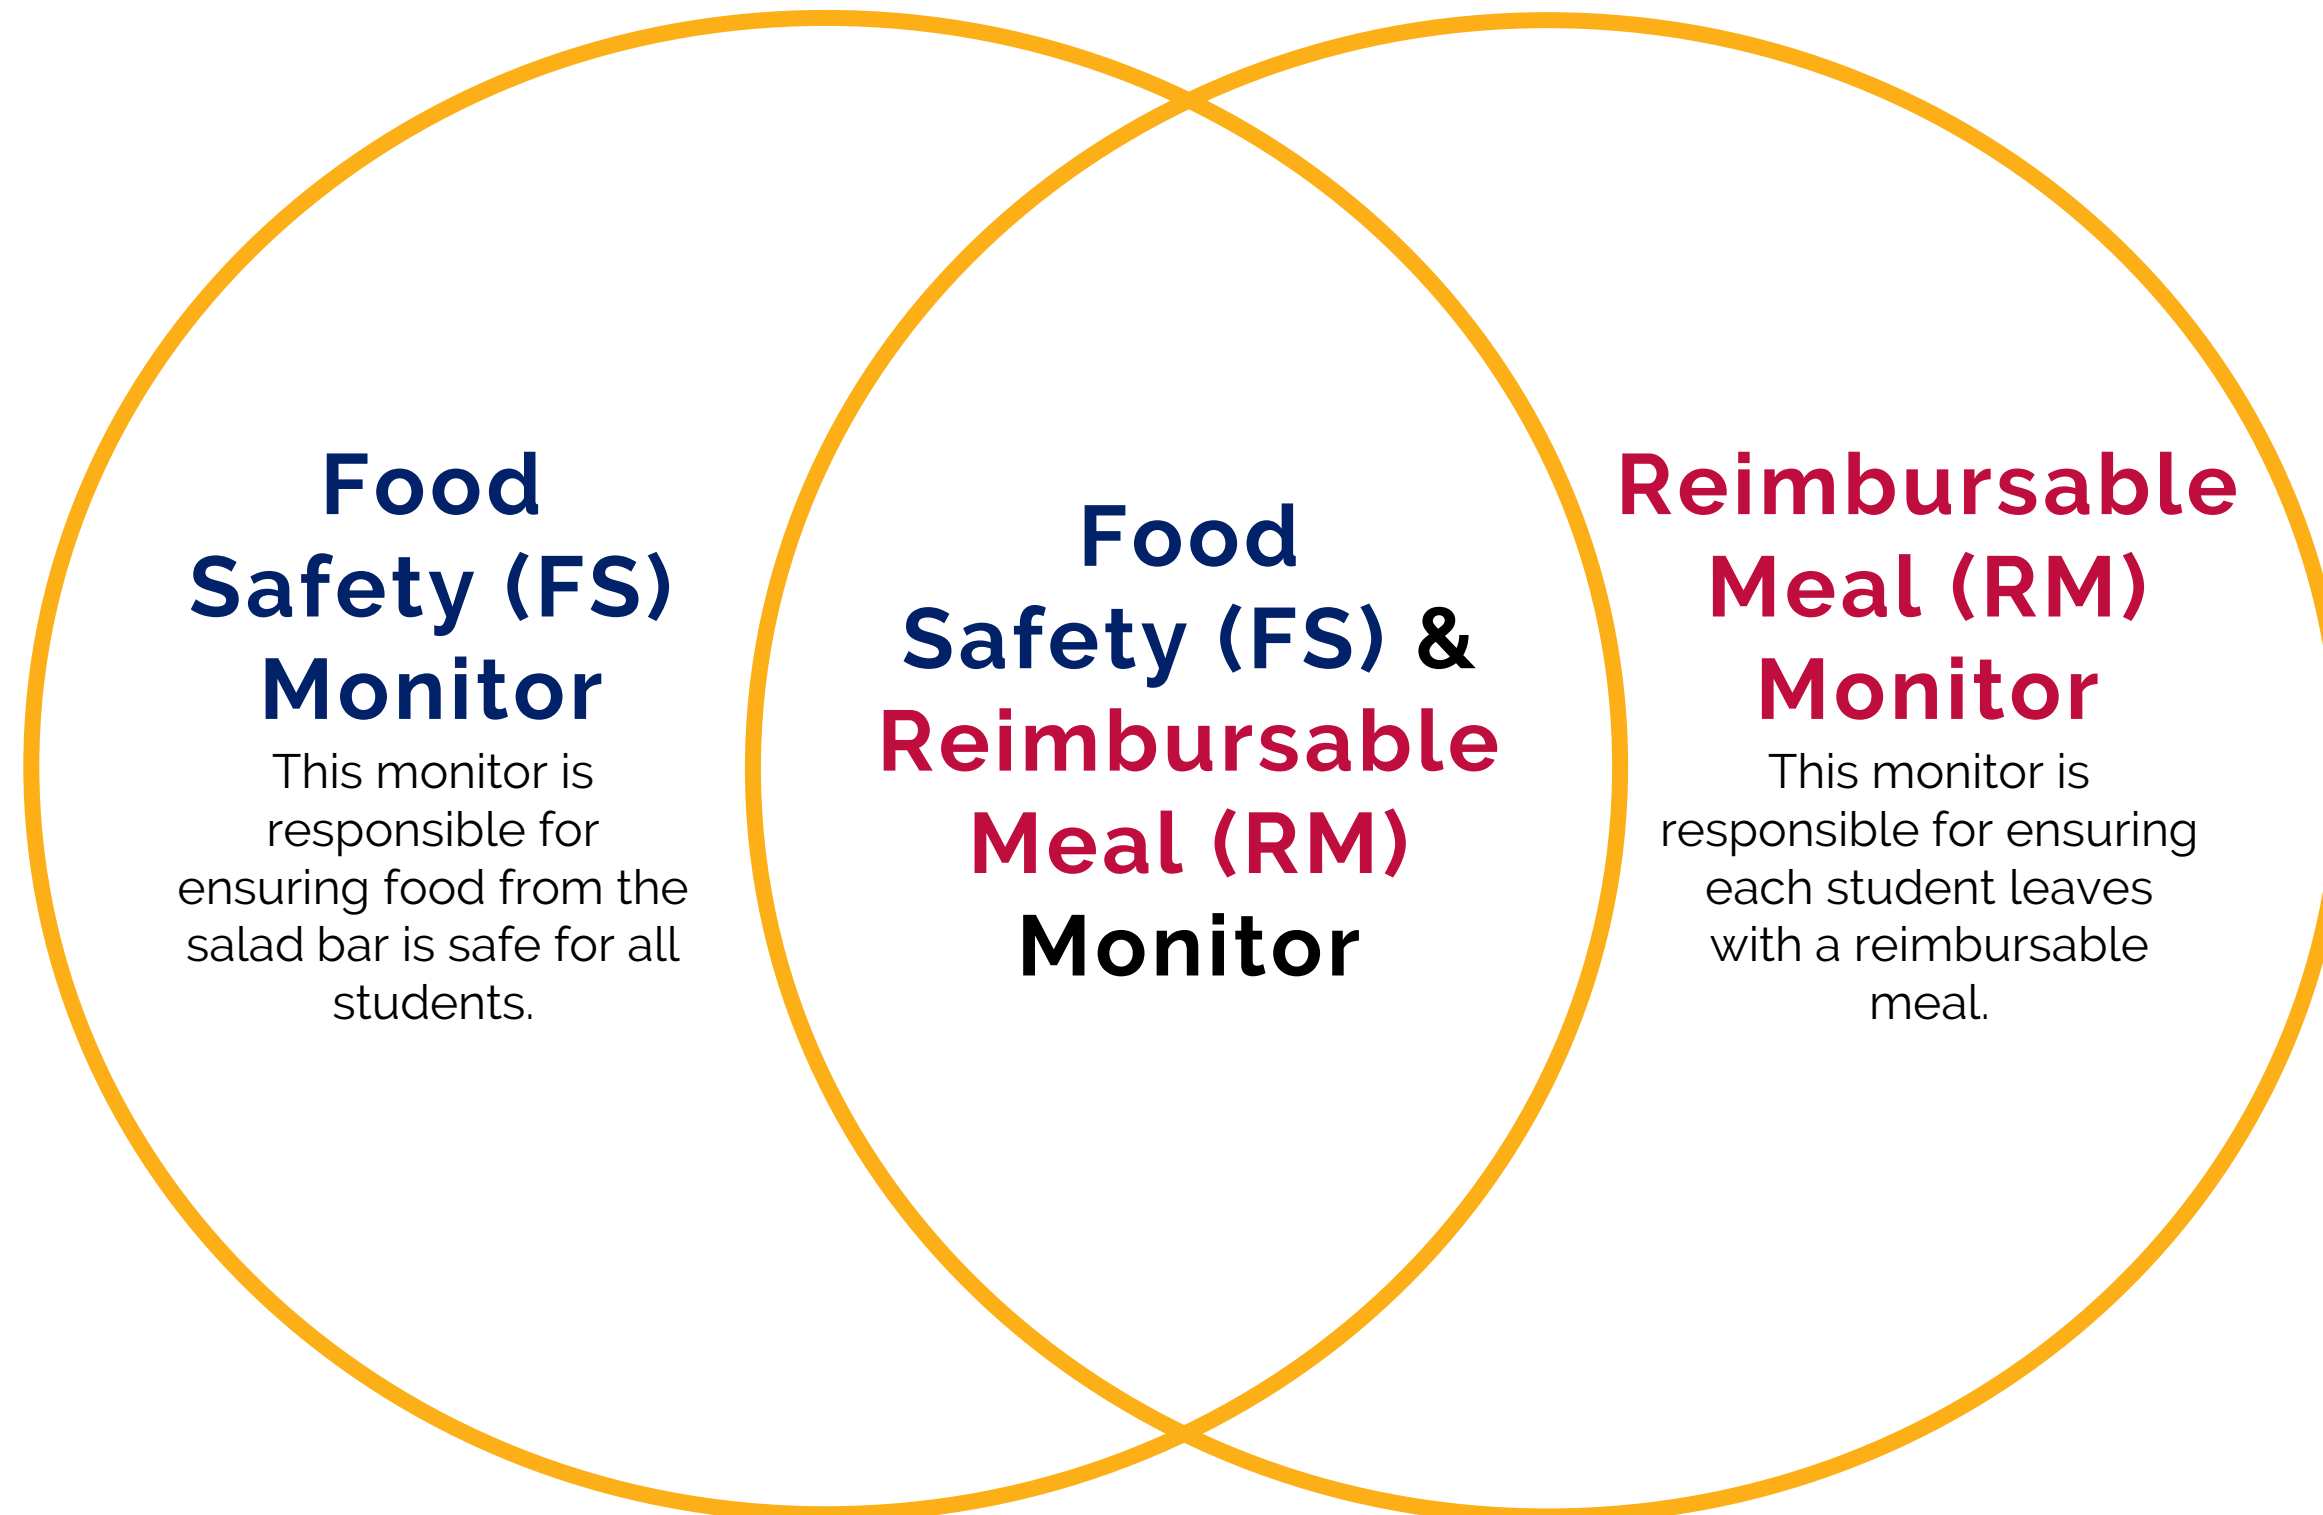 Food
Safety (FS)
Monitor
This monitor is
responsible for
ensuring food from the
salad bar is safe for all
students.
Food
Safety (FS) &
Reimbursable
Meal (RM)
Monitor
Reimbursable
Meal (RM)
Monitor
This monitor is
responsible for ensuring
each student leaves
with a reimbursable
meal.